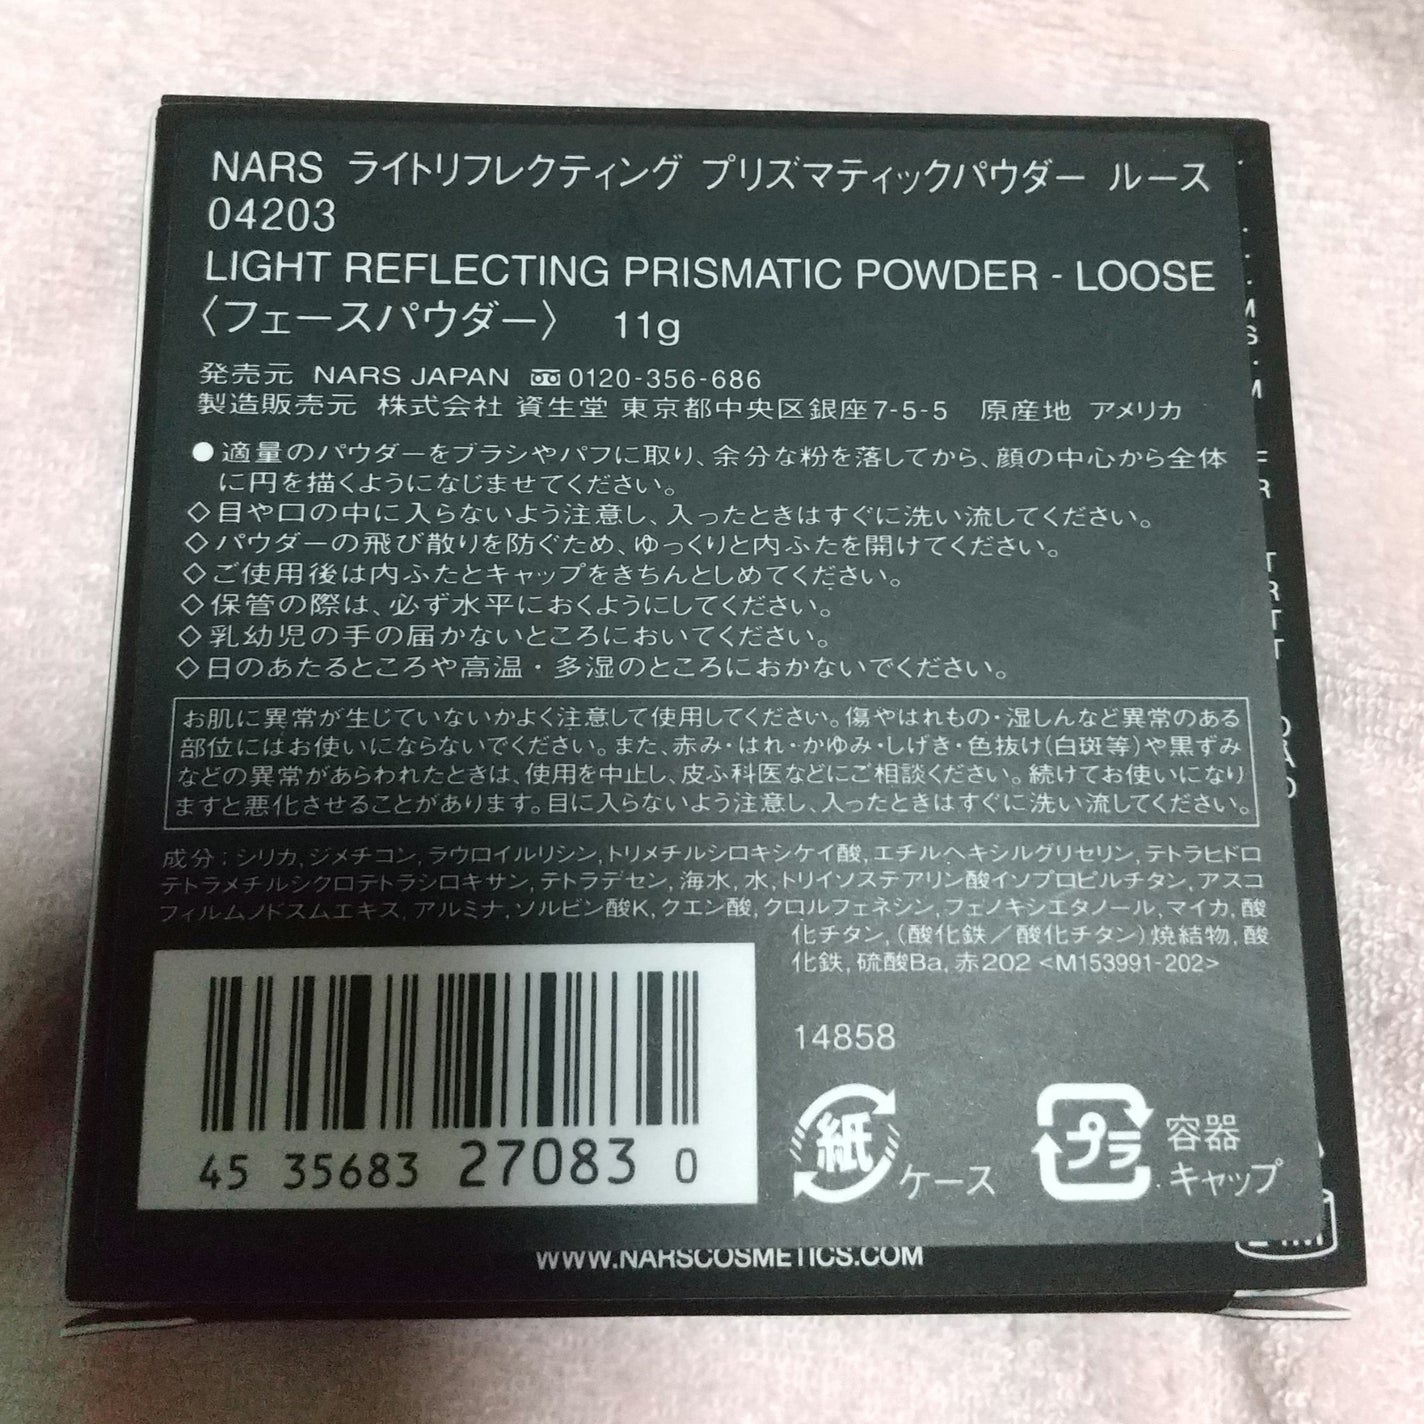 NARS ライトリフレクティング プリズマティックパウダー ルース
04203
LIGHT REFLECTING PRISMATIC POWDER - LOOSE
〈フェースパウダー〉 11g
発売元 NARS JAPAN 0120-356-686
製造販売元 株式会社 資生堂 東京都中央区銀座7-5-5 原産地 アメリカ
●適量のパウダーをブラシやパフに取り、余分な粉を落してから、顔の中心から全体
に円を描くようになじませてください。
◇目や口の中に入らないよう注意し、入ったときはすぐに洗い流してください。
◇パウダーの飛び散りを防ぐため、ゆっくりと内ふたを開けてください。
◇ご使用後は内ふたとキャップをきちんとしめてください。
◇保管の際は、必ず水平におくようにしてください。
◇乳幼児の手の届かないところにおいてください。
◇日のあたるところや高温・多湿のところにおかないでください。
お肌に異常が生じていないかよく注意して使用してください。傷やはれもの・湿しんなど異常のある
部位にはお使いにならないでください。また、赤み・はれ・かゆみ・しげき・色抜け(白斑等)や黒ずみ
などの異常があらわれたときは、使用を中止し、皮ふ科医などにご相談ください。続けてお使いになり
ますと悪化させることがあります。目に入らないよう注意し、入ったときはすぐに洗い流してください。
成分：シリカ,ジメチコン,ラウロイルリシン,トリメチルシロキシケイ酸,エチルヘキシルグリセリン,テトラヒドロ
テトラメチルシクロテトラシロキサン,テトラデセン,海水,水,トリイソステアリン酸イソプロピルチタン,アスコ
フィルムノドスムエキス,アルミナ,ソルビン酸K,クエン酸,クロルフェネシン,フェノキシエタノール,マイカ,酸
化チタン,(酸化鉄／酸化チタン)焼結物,酸
化鉄,硫酸Ba,赤202 <M153991-202>
45 35683 27083 0
14858
紙 ケース
プラ 容器
キャップ
WWW.NARSCOSMETICS.COM